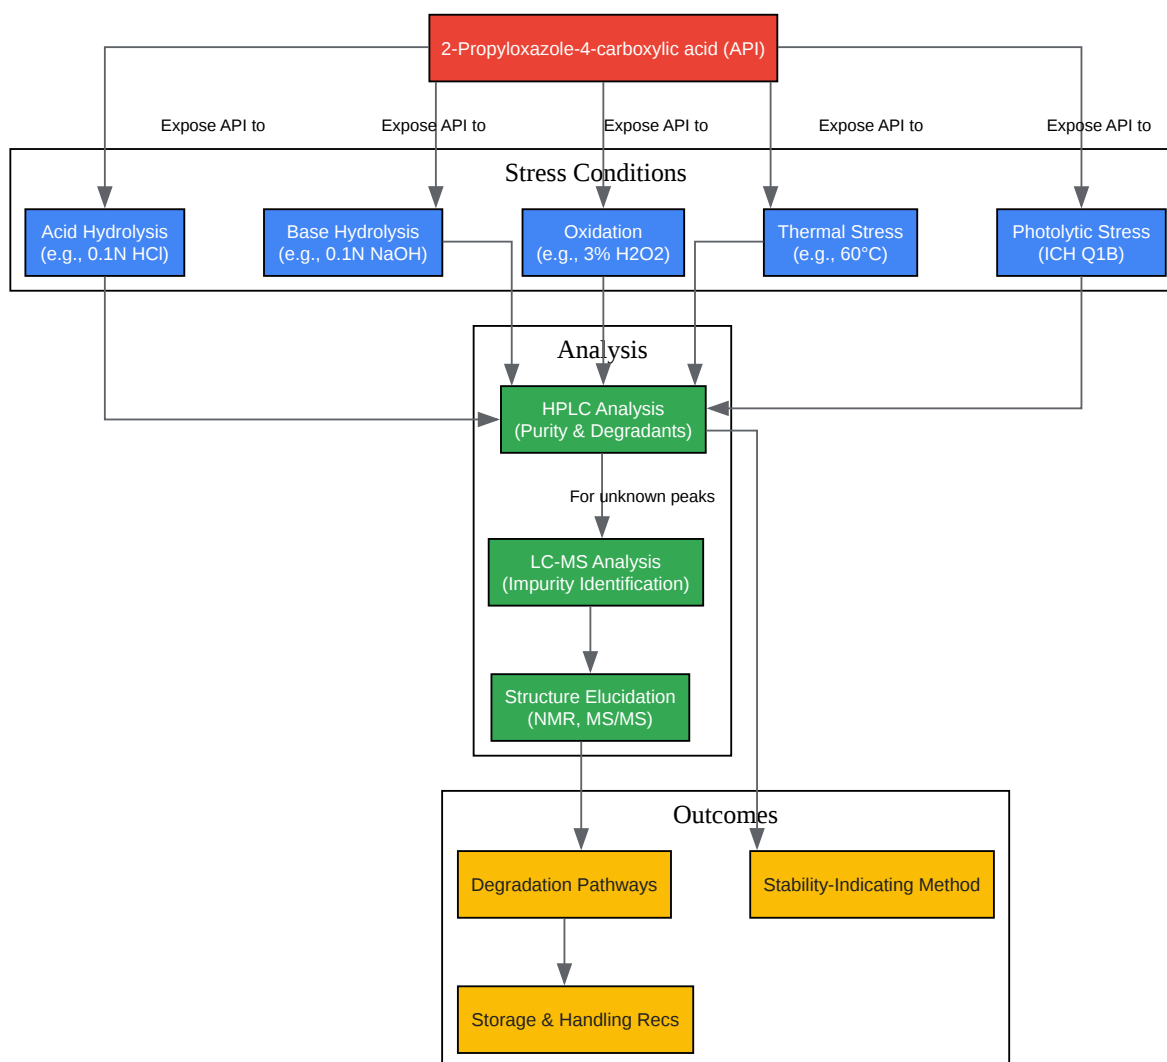 2-Propyloxazole-4-carboxylic acid (API)
Expose API to
Expose API to
Expose API to
Expose API to
Expose API to
Stress Conditions
Acid Hydrolysis
(e.g., 0.1N HCl)
Base Hydrolysis
(e.g., 0.1N NaOH)
Oxidation
(e.g., 3% H2O2)
Thermal Stress
(e.g., 60°C)
Photolytic Stress
(ICH Q1B)
Analysis
HPLC Analysis
(Purity & Degradants)
For unknown peaks
LC-MS Analysis
(Impurity Identification)
Structure Elucidation
(NMR, MS/MS)
Outcomes
Degradation Pathways
Stability-Indicating Method
Storage & Handling Recs